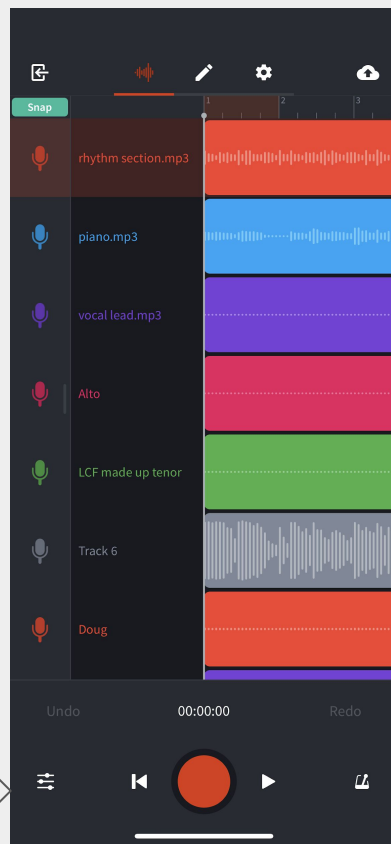 Snap
1
2
3
rhythm section.mp3
piano.mp3
vocal lead.mp3
Alto
LCF made up tenor
Track 6
Doug
Undo
00:00:00
Redo